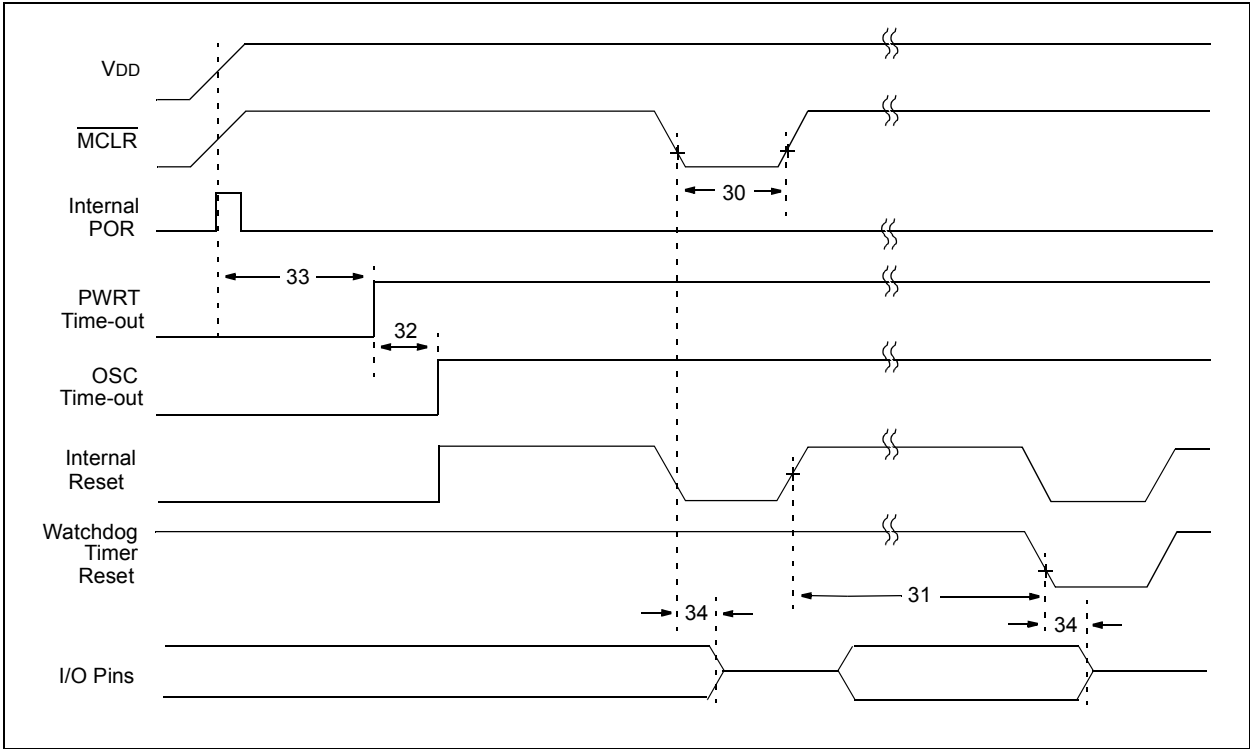 VDD
MCLR
30
Internal
POR
33
PWRT
Time-out
32
OSC
Time-out
Internal
Reset
Watchdog
Timer
Reset
31
34
34
I/O Pins